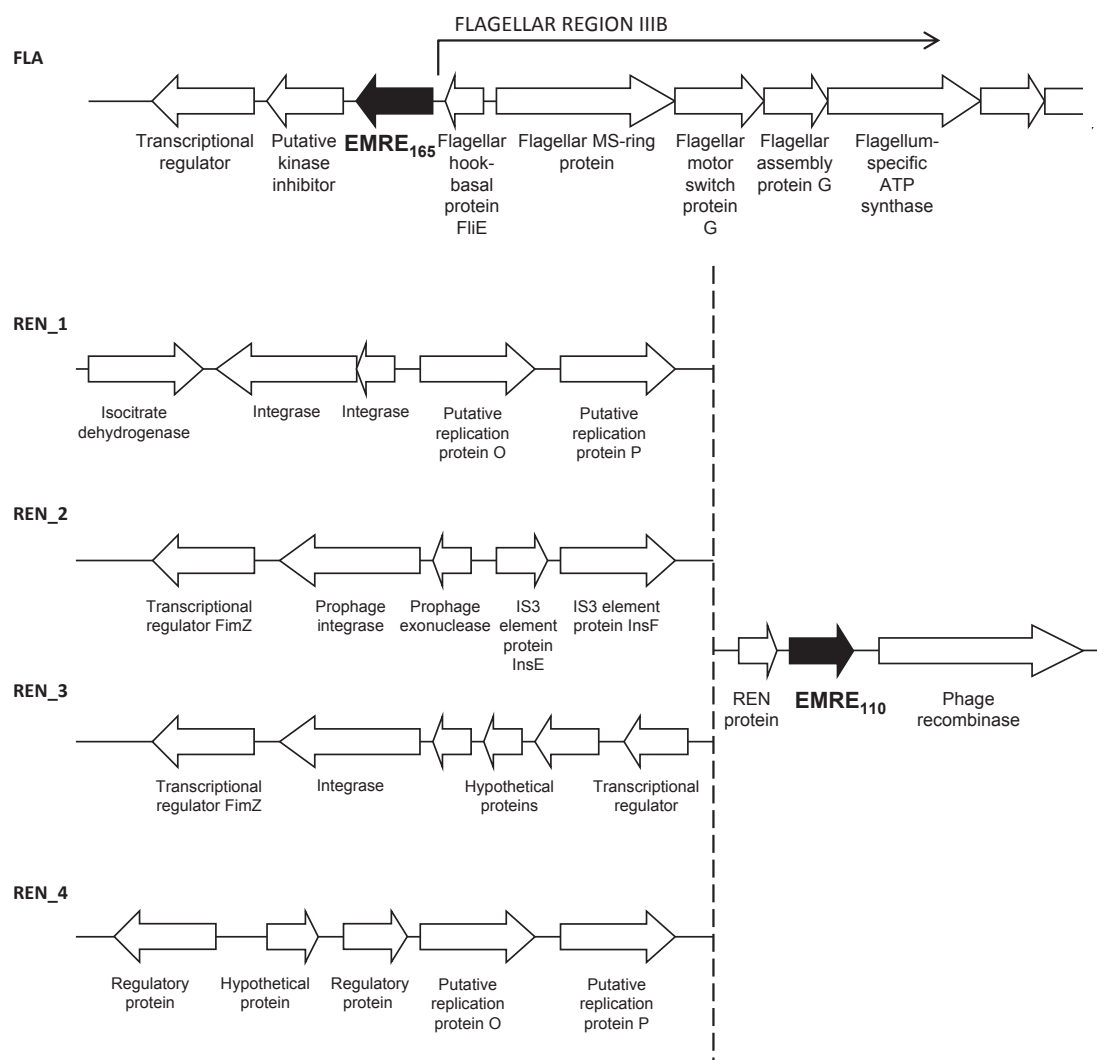 FLAGELLAR REGION IIIB
FLA
Transcriptional
regulator
Putative
kinase
inhibitor
EMRE165
Flagellar
hook-
basal
protein
FliE
Flagellar MS-ring
protein
Flagellar
motor
switch
protein
G
Flagellar
assembly
protein G
Flagellum-
specific
ATP
synthase
REN_1
Isocitrate
dehydrogenase
Integrase
Integrase
Putative
replication
protein O
Putative
replication
protein P
REN_2
Transcriptional
regulator FimZ
Prophage
integrase
Prophage
exonuclease
IS3
element
protein
InsE
IS3 element
protein InsF
REN
protein
EMRE110
Phage
recombinase
REN_3
Transcriptional
regulator FimZ
Integrase
Hypothetical
proteins
Transcriptional
regulator
REN_4
Regulatory
protein
Hypothetical
protein
Regulatory
protein
Putative
replication
protein O
Putative
replication
protein P